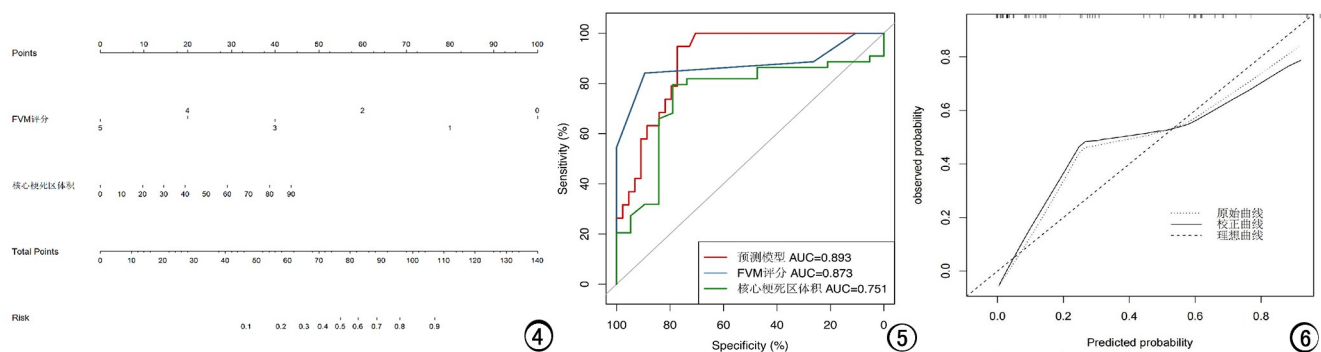 Points
0 10 20 30 40 50 60 70 80 90 100
FVM评分
4 2 0
5 3 1
核心梗死区体积
0 10 20 30 40 50 60 70 80 90
Total Points
0 10 20 30 40 50 60 70 80 90 100 110 120 130 140
Risk
0.1 0.2 0.3 0.4 0.5 0.6 0.7 0.8 0.9
④
Sensitivity (%)
100
80
60
40
20
0
预测模型 AUC=0.893
FVM评分 AUC=0.873
核心梗死区体积 AUC=0.751
100 80 60 40 20 0
Specificity (%)
⑤
observed probability
0.8
0.6
0.4
0.2
0.0
原始曲线
校正曲线
理想曲线
0.0 0.2 0.4 0.6 0.8
Predicted probability
⑥